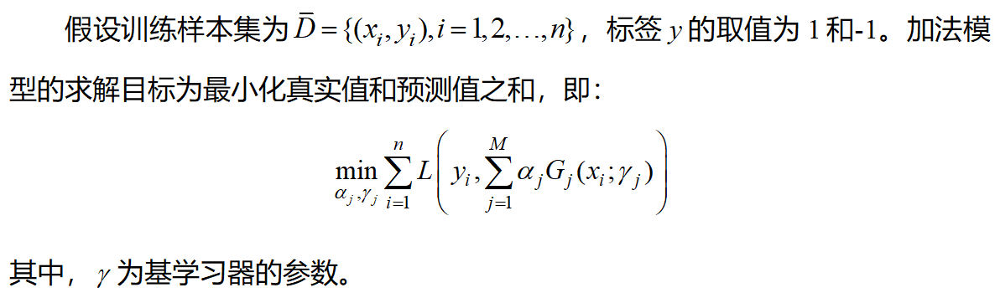 假设训练样本集为 $\bar{D}=\{(x_i,y_i),i=1,2,\ldots,n\}$，标签 $y$ 的取值为 1 和-1。加法模
型的求解目标为最小化真实值和预测值之和，即：
$\min_{\alpha_j,\gamma_j}\sum_{i=1}^{n}L\left(y_i,\sum_{j=1}^{M}\alpha_j G_j(x_i;\gamma_j)\right)$
其中，$\gamma$ 为基学习器的参数。